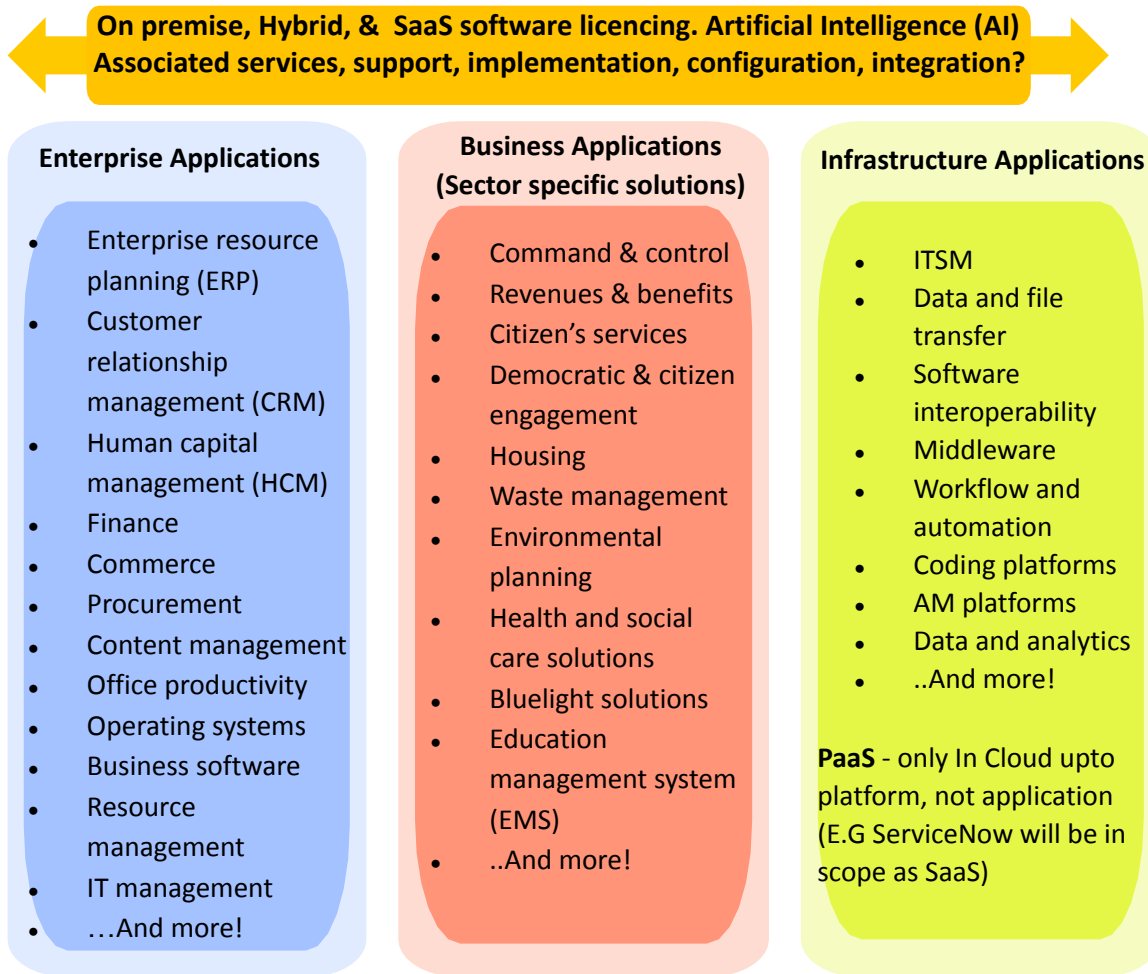 On premise, Hybrid, &  SaaS software licencing. Artificial Intelligence (AI)
Associated services, support, implementation, configuration, integration?
Enterprise Applications
• Enterprise resource
planning (ERP)
• Customer
relationship
management (CRM)
• Human capital
management (HCM)
• Finance
• Commerce
• Procurement
• Content management
• Office productivity
• Operating systems
• Business software
• Resource
management
• IT management
• …And more!
Business Applications
(Sector specific solutions)
• Command & control
• Revenues & benefits
• Citizen's services
• Democratic & citizen
engagement
• Housing
• Waste management
• Environmental
planning
• Health and social
care solutions
• Bluelight solutions
• Education
management system
(EMS)
• ..And more!
Infrastructure Applications
• ITSM
• Data and file
transfer
• Software
interoperability
• Middleware
• Workflow and
automation
• Coding platforms
• AM platforms
• Data and analytics
• ..And more!
PaaS - only In Cloud upto
platform, not application
(E.G ServiceNow will be in
scope as SaaS)